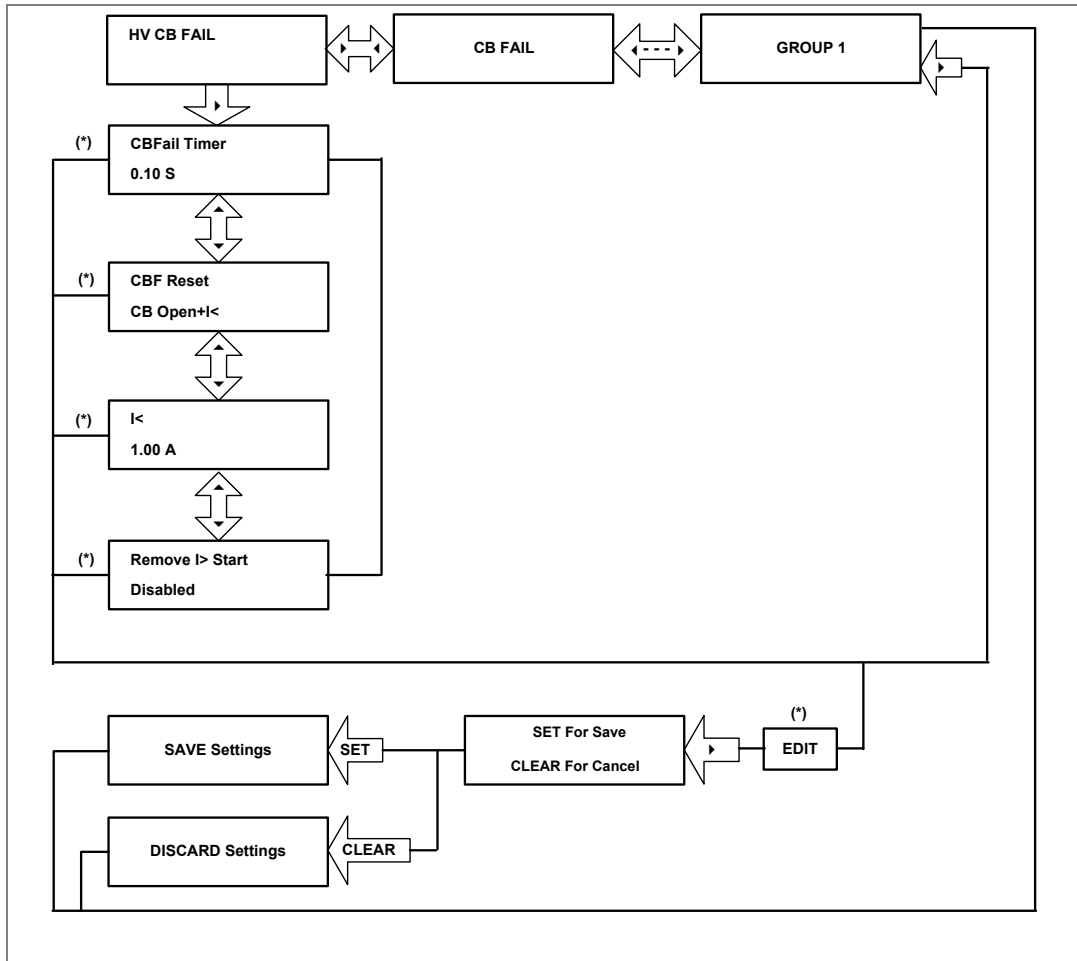 HV CB FAIL
CB FAIL
GROUP 1
(*)
CBFail Timer
0.10 S
(*)
CBF Reset
CB Open+I<
(*)
I<
1.00 A
(*)
Remove I> Start
Disabled
SAVE Settings
SET
SET For Save
CLEAR For Cancel
(*)
EDIT
DISCARD Settings
CLEAR